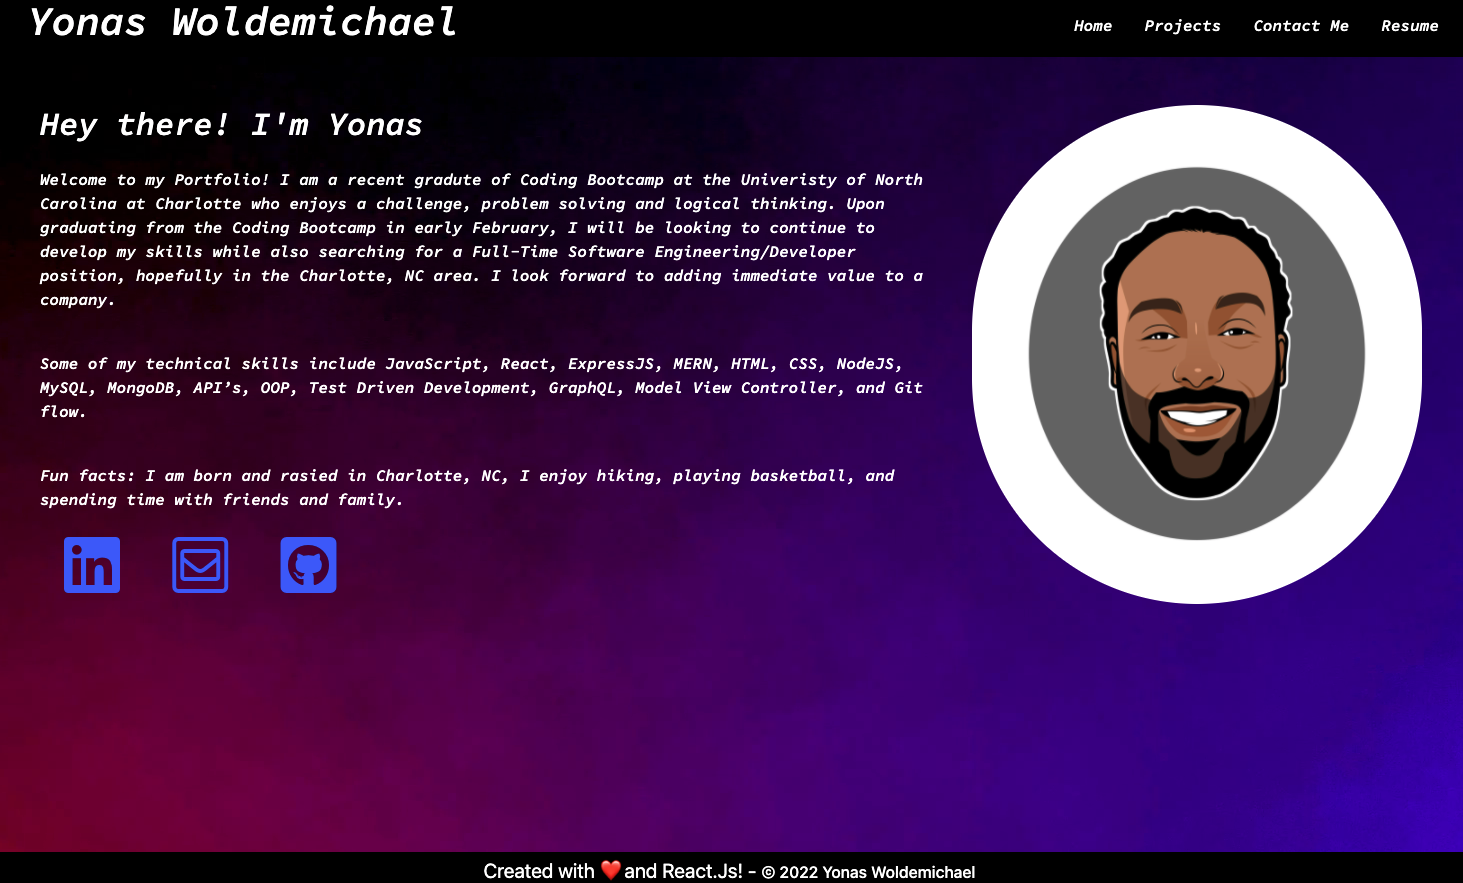 Yonas Woldemichael
Home Projects Contact Me Resume
Hey there! I'm Yonas
Welcome to my Portfolio! I am a recent gradute of Coding Bootcamp at the Univeristy of North
Carolina at Charlotte who enjoys a challenge, problem solving and logical thinking. Upon
graduating from the Coding Bootcamp in early February, I will be looking to continue to
develop my skills while also searching for a Full-Time Software Engineering/Developer
position, hopefully in the Charlotte, NC area. I look forward to adding immediate value to a
company.
Some of my technical skills include JavaScript, React, ExpressJS, MERN, HTML, CSS, NodeJS,
MySQL, MongoDB, API’s, OOP, Test Driven Development, GraphQL, Model View Controller, and Git
flow.
Fun facts: I am born and rasied in Charlotte, NC, I enjoy hiking, playing basketball, and
spending time with friends and family.
in
Created with ❤️and React.Js! - © 2022 Yonas Woldemichael